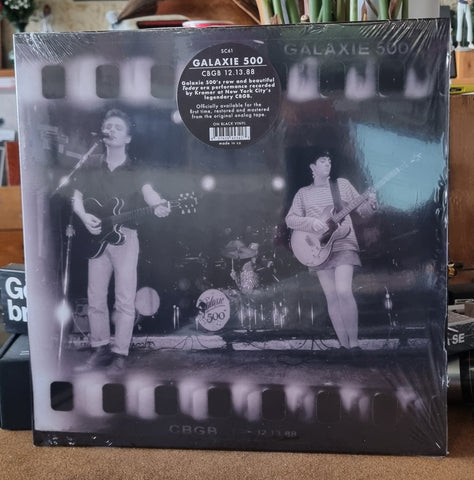 SC61
GALAXIE 500
CBGB 12.13.88
Galaxie 500's raw and beautiful
Today era performance recorded
by Kramer at New York City's
legendary CBGB.
Officially available for the
first time, restored and mastered
from the original analog tape.
ON BLACK VINYL
made in cz
GALAXIE 500
Galaxie
500
CBGB 12.13.88
SE